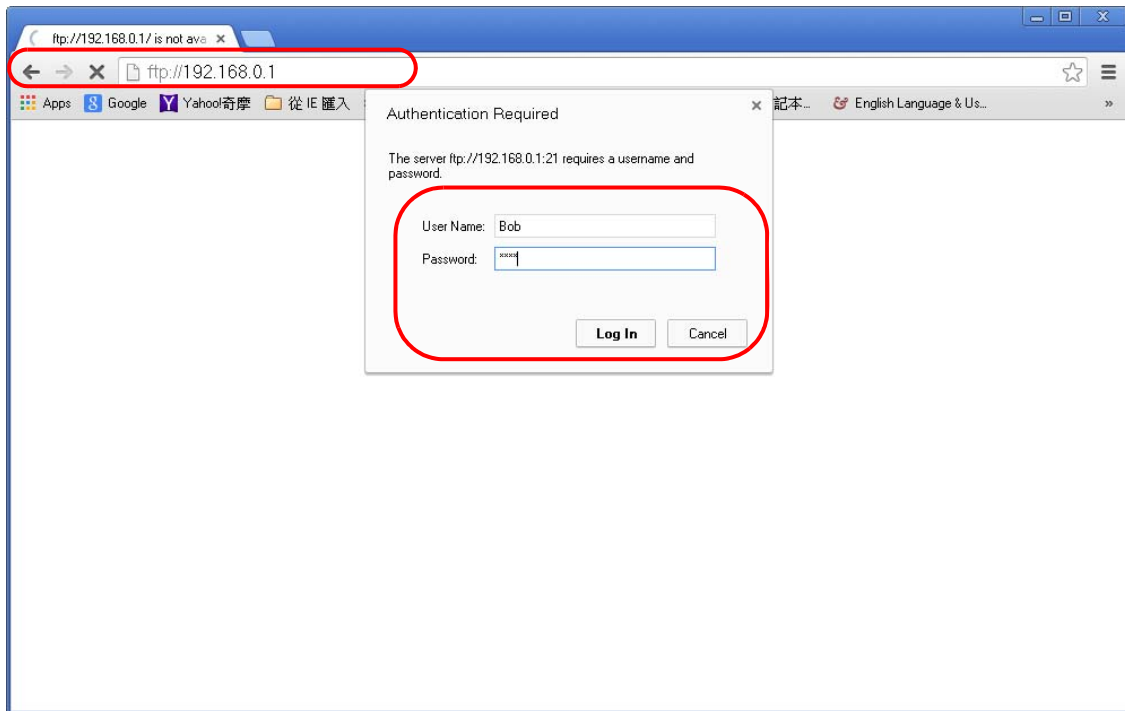 ftp://192.168.0.1/ is not ava
ftp://192.168.0.1
Apps Google Yahoo!奇摩 從 IE 匯入 記本... English Language & Us... »
Authentication Required
The server ftp://192.168.0.1:21 requires a username and
password.
User Name: Bob
Password: ****
Log In Cancel